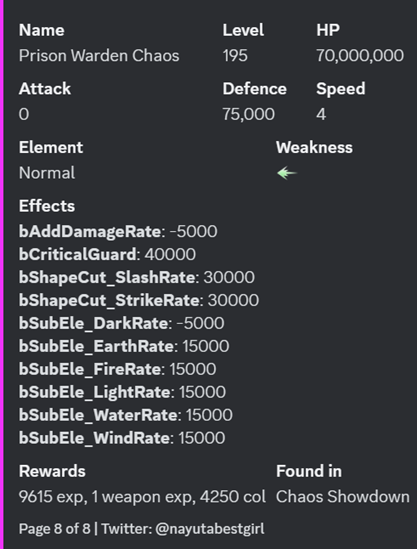 Name Level HP
Prison Warden Chaos 195 70,000,000
Attack Defence Speed
0 75,000 4
Element Weakness
Normal
Effects
bAddDamageRate: -5000
bCriticalGuard: 40000
bShapeCut_SlashRate: 30000
bShapeCut_StrikeRate: 30000
bSubEle_DarkRate: -5000
bSubEle_EarthRate: 15000
bSubEle_FireRate: 15000
bSubEle_LightRate: 15000
bSubEle_WaterRate: 15000
bSubEle_WindRate: 15000
Rewards Found in
9615 exp, 1 weapon exp, 4250 col Chaos Showdown
Page 8 of 8 | Twitter: @nayutabestgirl